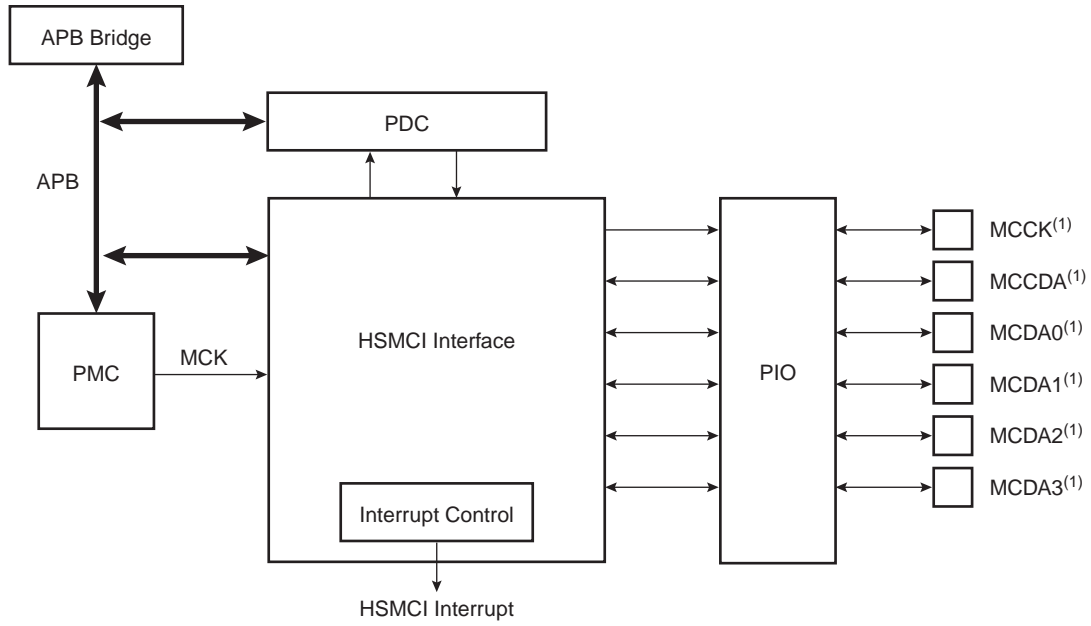 APB Bridge
PDC
APB
MCCK(1)
MCCDA(1)
HSMCI Interface
MCDA0(1)
MCK
PMC
PIO
MCDA1(1)
MCDA2(1)
MCDA3(1)
Interrupt Control
HSMCI Interrupt